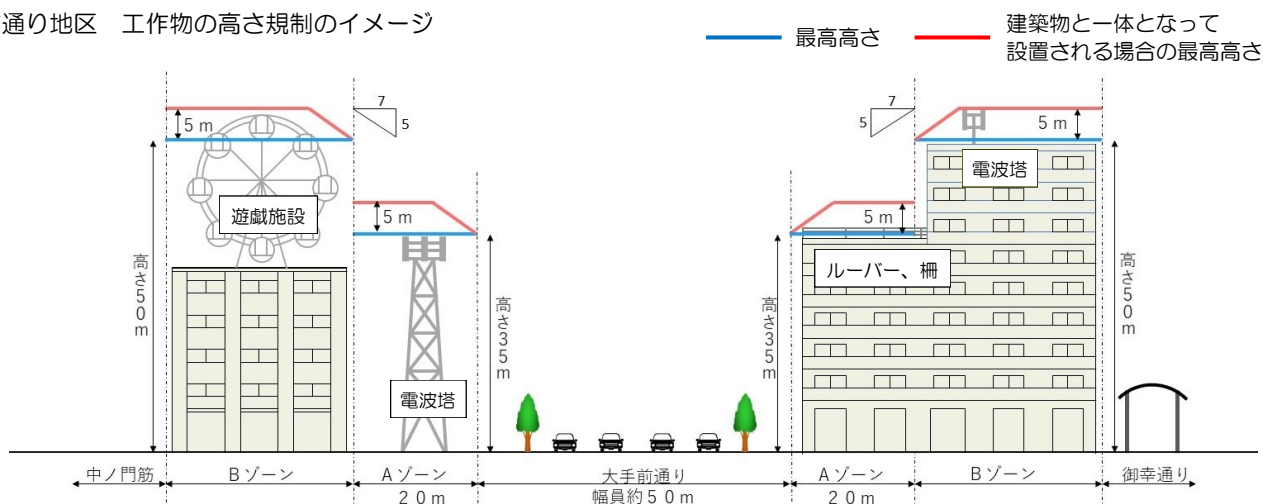 通り地区　工作物の高さ規制のイメージ
最高高さ
建築物と一体となって
設置される場合の最高高さ
7
5
5 m
遊戯施設
5 m
高さ50m
高さ35m
電波塔
7
5
5 m
電波塔
5 m
ルーバー、柵
高さ35m
高さ50m
中ノ門筋
Bゾーン
Aゾーン
20m
大手前通り
幅員約50m
Aゾーン
20m
Bゾーン
御幸通り